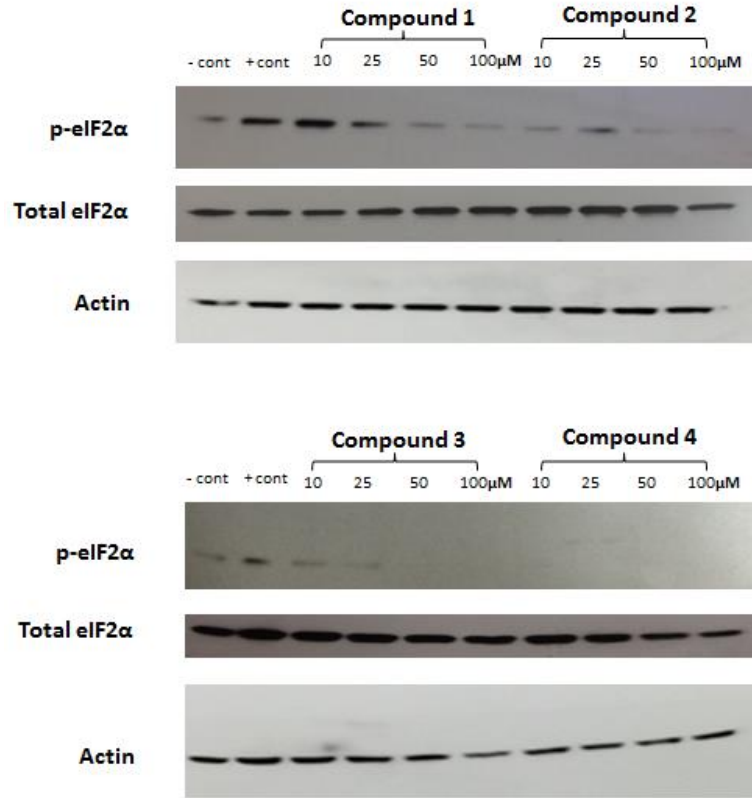 Compound 1 Compound 2
- cont + cont 10 25 50 100µM 10 25 50 100µM
p-eIF2α
Total eIF2α
Actin
Compound 3 Compound 4
- cont + cont 10 25 50 100µM 10 25 50 100µM
p-eIF2α
Total eIF2α
Actin